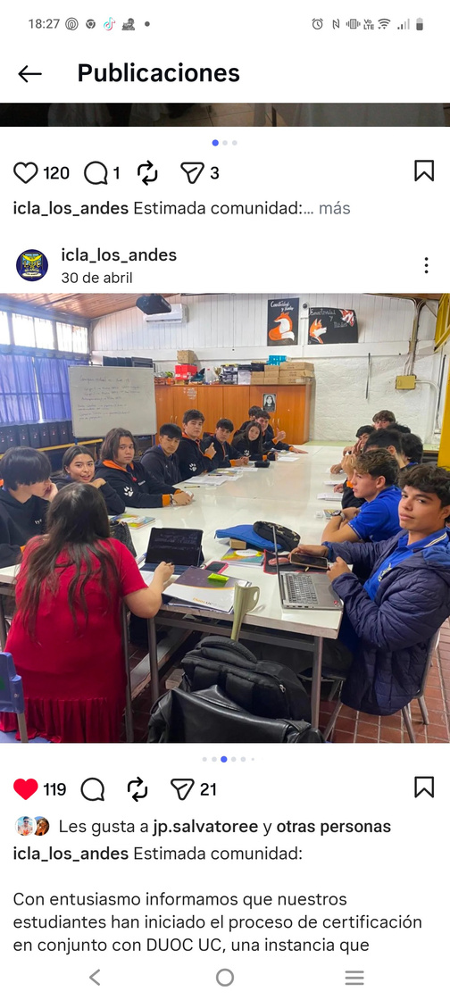 18:27
Vo
LTE
Publicaciones
120
1
3
icla_los_andes Estimada comunidad:... más
icla_los_andes
30 de abril
119
21
Les gusta a jp.salvatoree y otras personas
icla_los_andes Estimada comunidad:
Con entusiasmo informamos que nuestros
estudiantes han iniciado el proceso de certificación
en conjunto con DUOC UC, una instancia que